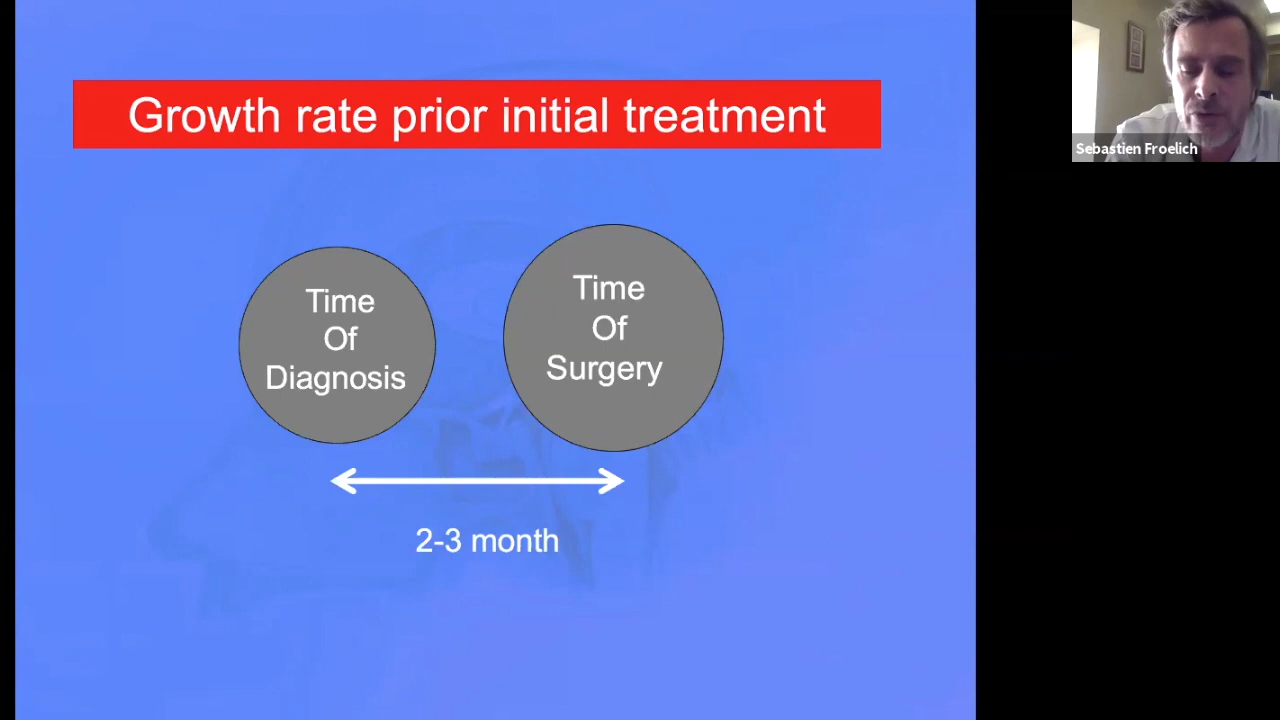 Growth rate prior initial treatment
Time
Of
Diagnosis
Time
Of
Surgery
2-3 month
Sebastien Froelich